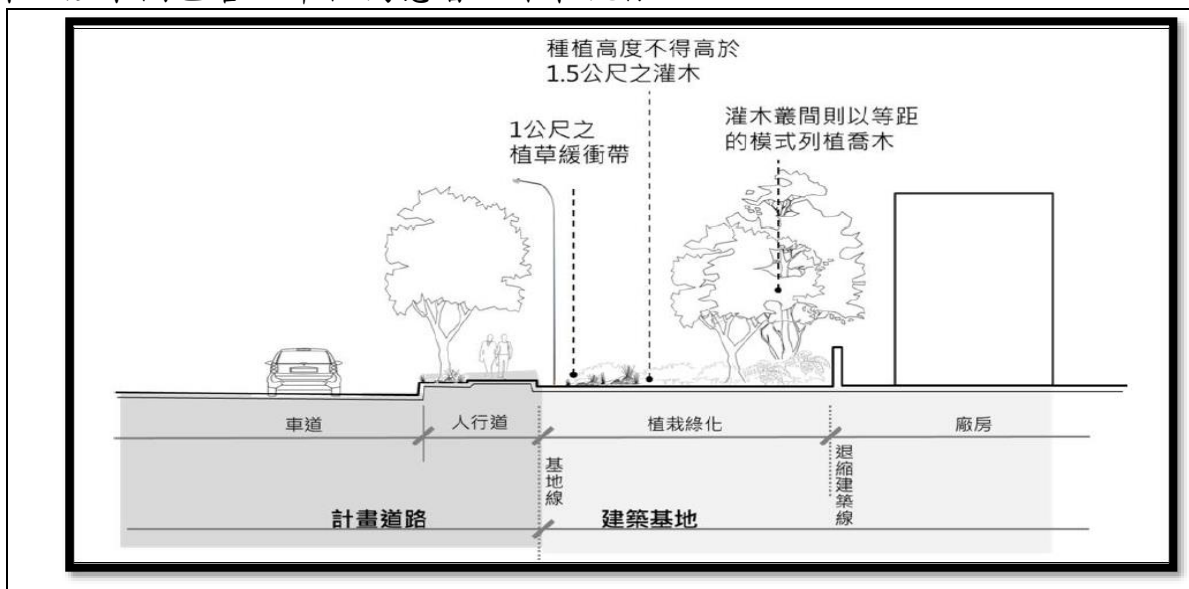 種植高度不得高於
1.5公尺之灌木
1公尺之
植草緩衝帶
灌木叢間則以等距
的模式列植喬木
車道
人行道
植栽綠化
廠房
基地線
退縮建築線
計畫道路
建築基地